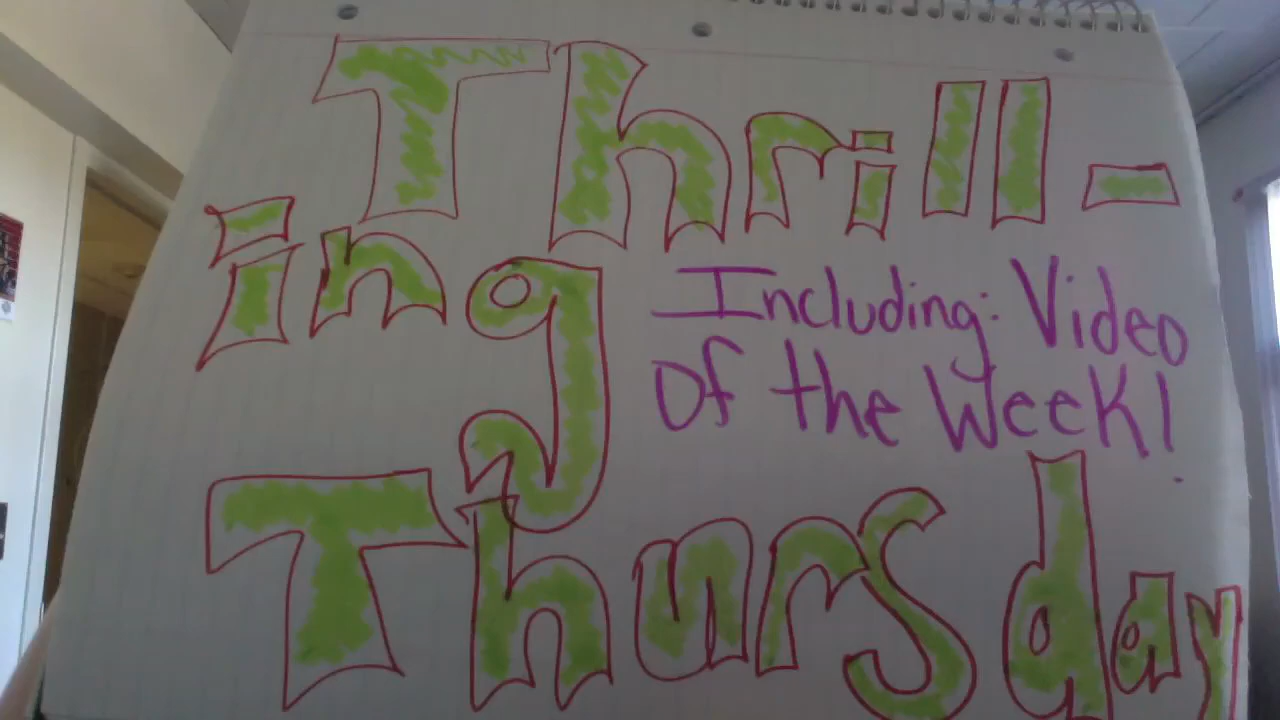 Thrill-
ing
Including: Video
Of the Week!
Thursday